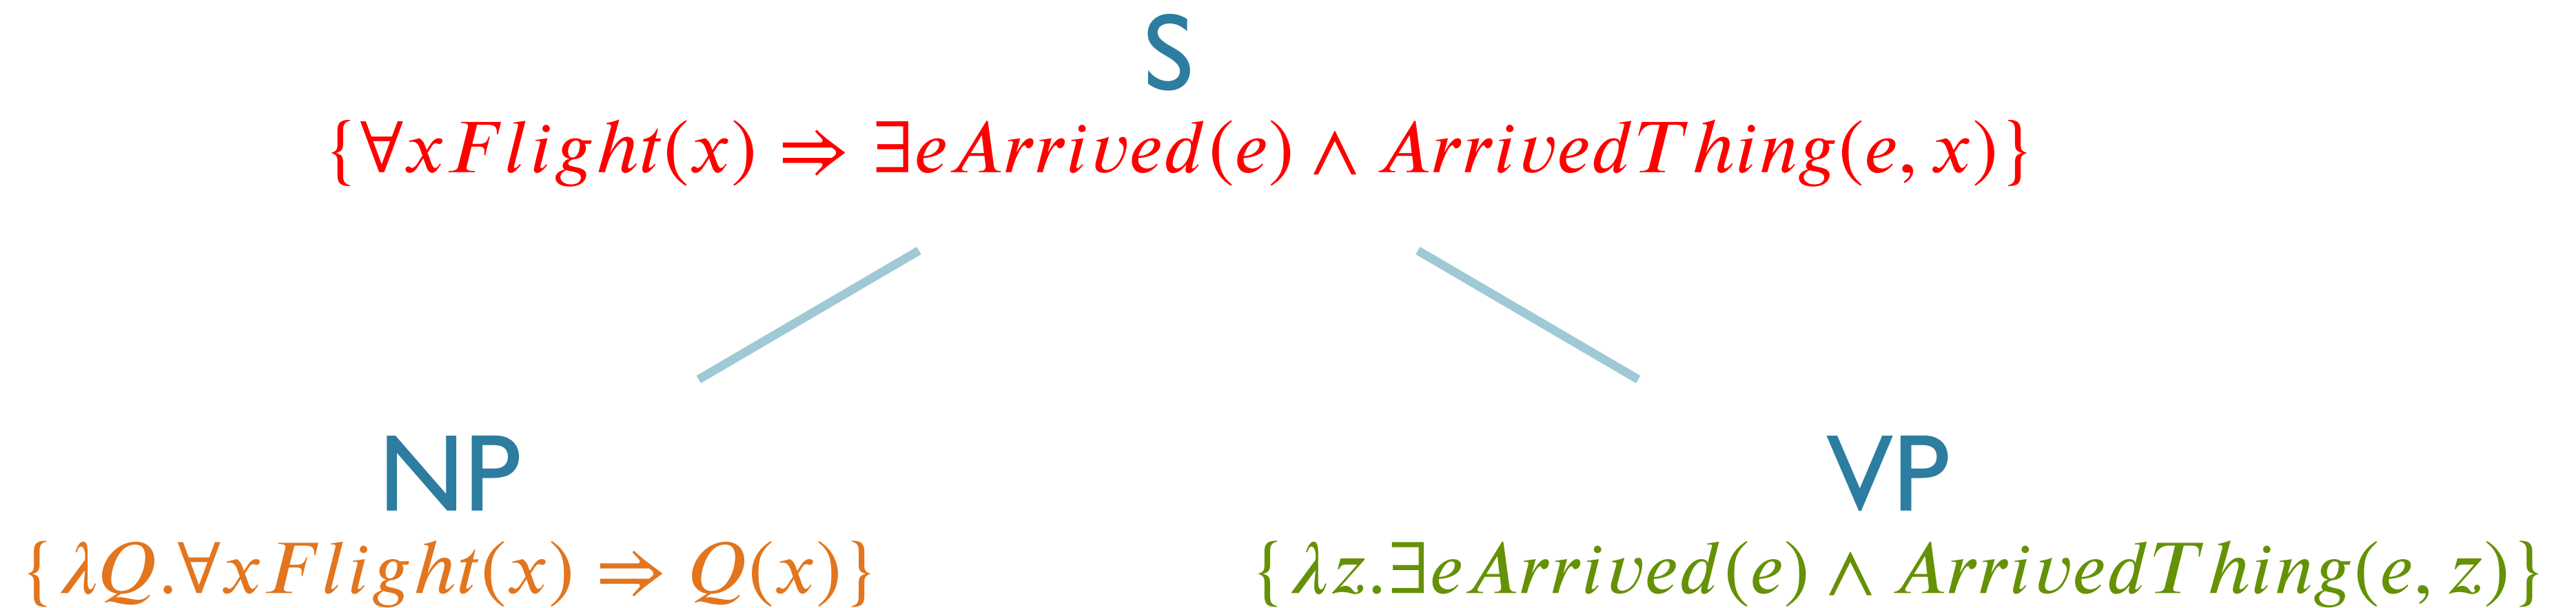 S
{∀xFlight(x) ⇒ ∃eArrived(e) ∧ ArrivedThing(e, x)}
NP VP
{λQ.∀xFlight(x) ⇒ Q(x)} {λz.∃eArrived(e) ∧ ArrivedThing(e, z)}